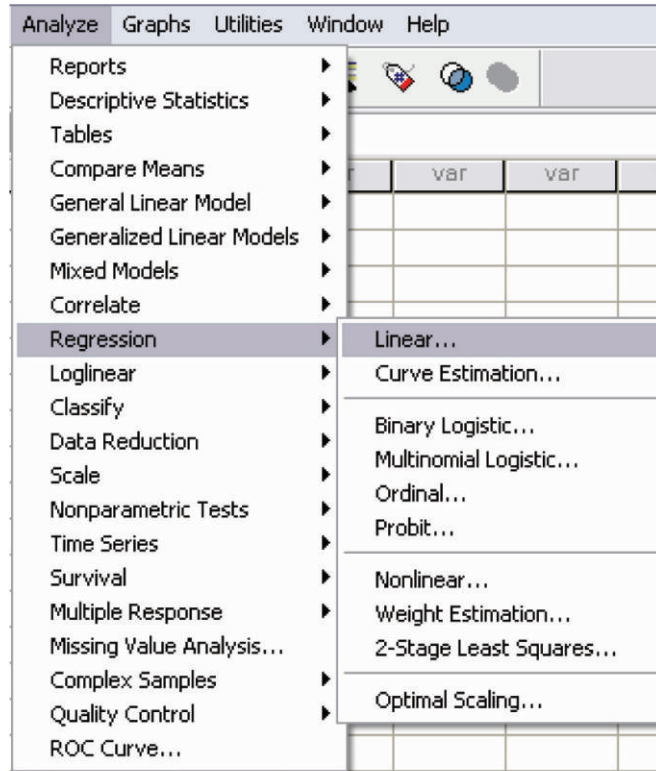 Analyze Graphs Utilities Window Help
Reports
Descriptive Statistics
Tables
Compare Means
var var
General Linear Model
Generalized Linear Models
Mixed Models
Correlate
Regression
Loglinear
Classify
Data Reduction
Scale
Nonparametric Tests
Time Series
Survival
Multiple Response
Missing Value Analysis...
Complex Samples
Quality Control
ROC Curve...
Linear...
Curve Estimation...
Binary Logistic...
Multinomial Logistic...
Ordinal...
Probit...
Nonlinear...
Weight Estimation...
2-Stage Least Squares...
Optimal Scaling...